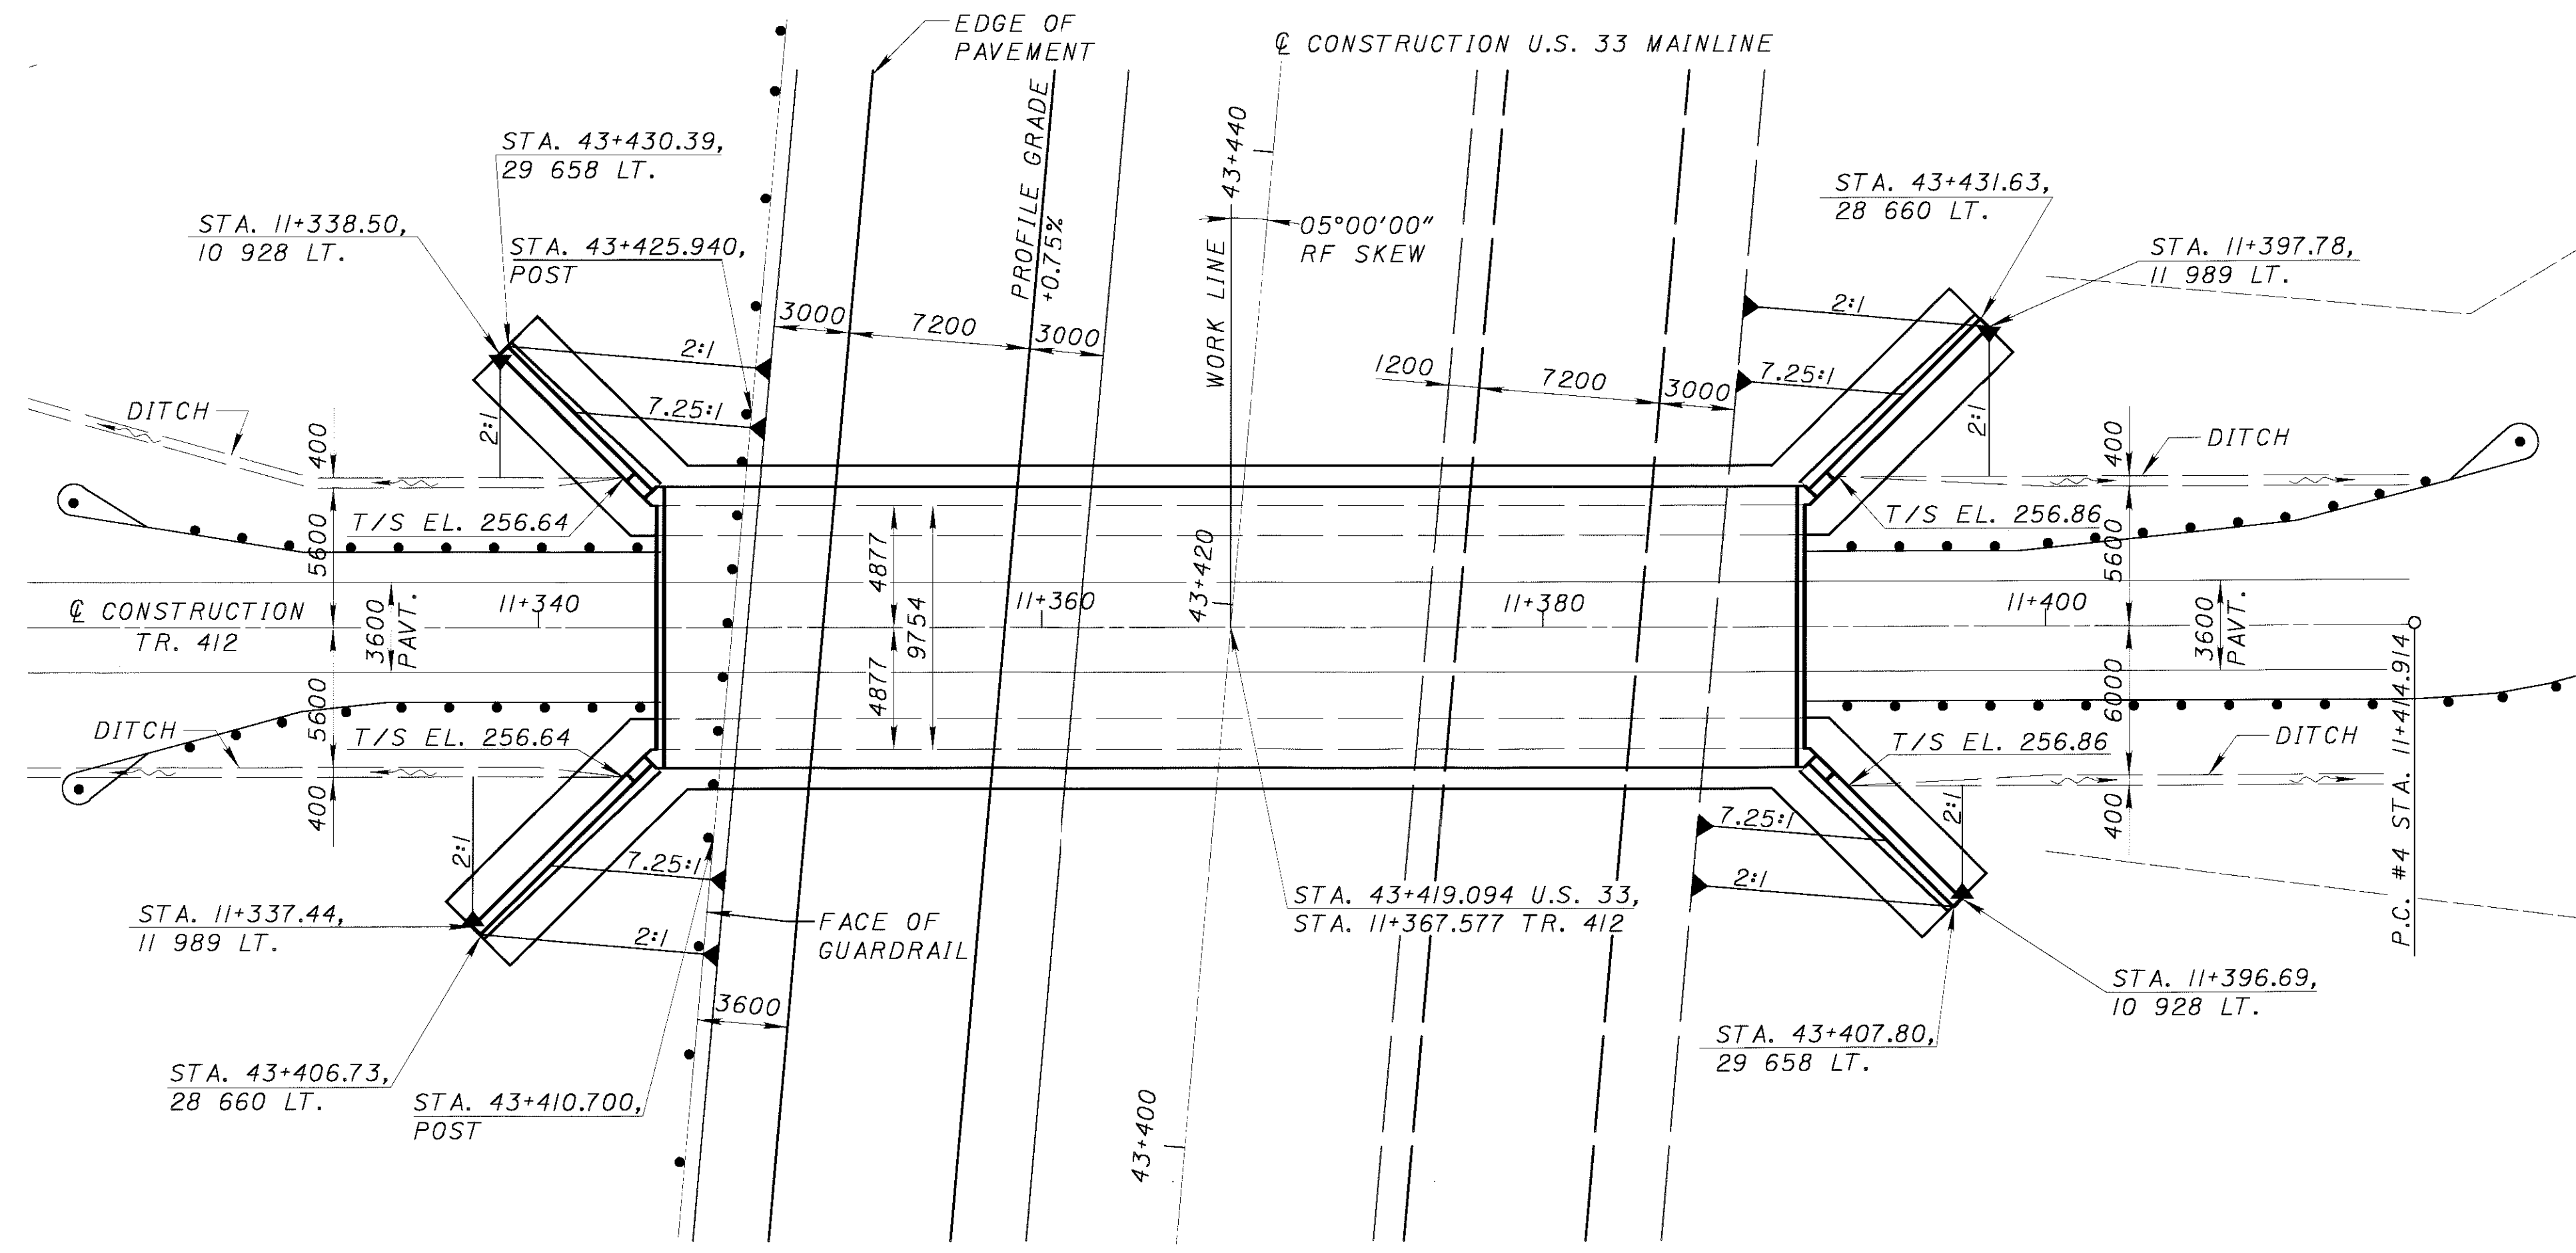 EDGE OF
PAVEMENT
℄ CONSTRUCTION U.S. 33 MAINLINE
PROFILE GRADE
+0.75%
43+440
WORK LINE
05°00'00"
RF SKEW
STA. 43+430.39,
29 658 LT.
STA. 11+338.50,
10 928 LT.
STA. 43+425.940,
POST
STA. 43+431.63,
28 660 LT.
STA. 11+397.78,
11 989 LT.
3000
7200
3000
1200
7200
3000
2:1
7.25:1
2:1
2:1
7.25:1
2:1
DITCH
400
5600
T/S EL. 256.64
DITCH
400
5600
T/S EL. 256.86
℄ CONSTRUCTION
TR. 412
3600
PAVT.
11+340
11+360
11+380
11+400
43+420
4877
9754
4877
3600
PAVT.
5600
400
DITCH
T/S EL. 256.64
6000
400
DITCH
T/S EL. 256.86
P.C. #4 STA. 11+414.914
2:1
7.25:1
2:1
7.25:1
2:1
2:1
STA. 11+337.44,
11 989 LT.
FACE OF
GUARDRAIL
STA. 43+419.094 U.S. 33,
STA. 11+367.577 TR. 412
3600
STA. 11+396.69,
10 928 LT.
STA. 43+407.80,
29 658 LT.
STA. 43+406.73,
28 660 LT.
STA. 43+410.700,
POST
43+400